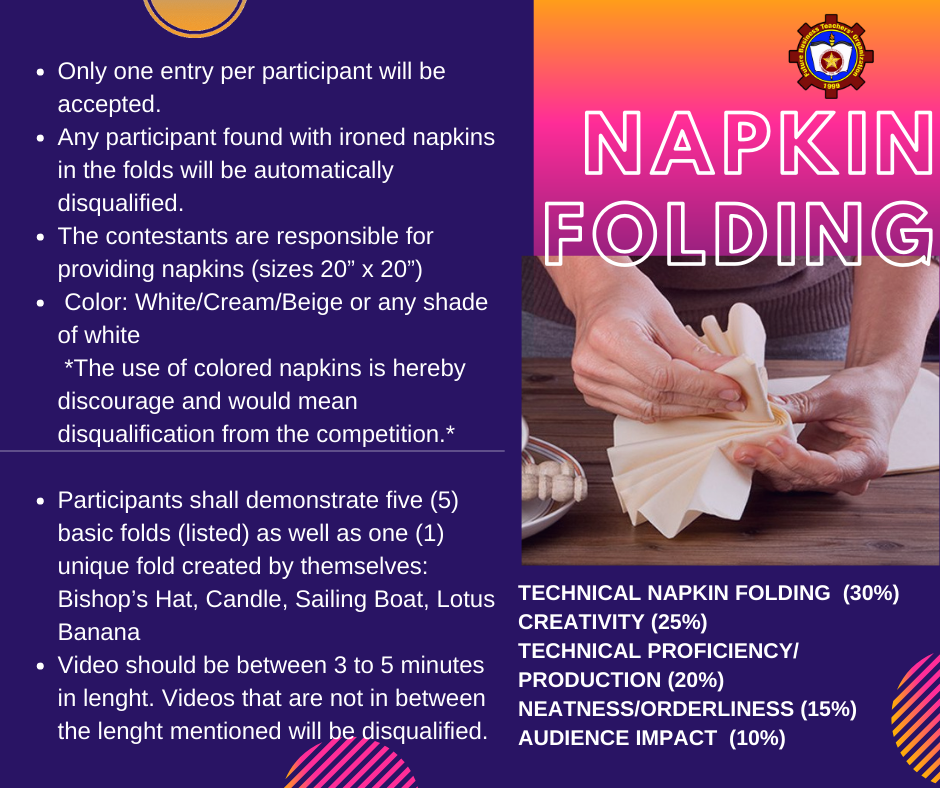 Only one entry per participant will be
accepted.
Any participant found with ironed napkins
in the folds will be automatically
disqualified.
The contestants are responsible for
providing napkins (sizes 20” x 20”)
Color: White/Cream/Beige or any shade
of white
*The use of colored napkins is hereby
discourage and would mean
disqualification from the competition.*
Participants shall demonstrate five (5)
basic folds (listed) as well as one (1)
unique fold created by themselves:
Bishop’s Hat, Candle, Sailing Boat, Lotus
Banana
Video should be between 3 to 5 minutes
in lenght. Videos that are not in between
the lenght mentioned will be disqualified.
Future Business Teachers' Organization
1999
NAPKIN
FOLDING
TECHNICAL NAPKIN FOLDING (30%)
CREATIVITY (25%)
TECHNICAL PROFICIENCY/
PRODUCTION (20%)
NEATNESS/ORDERLINESS (15%)
AUDIENCE IMPACT (10%)